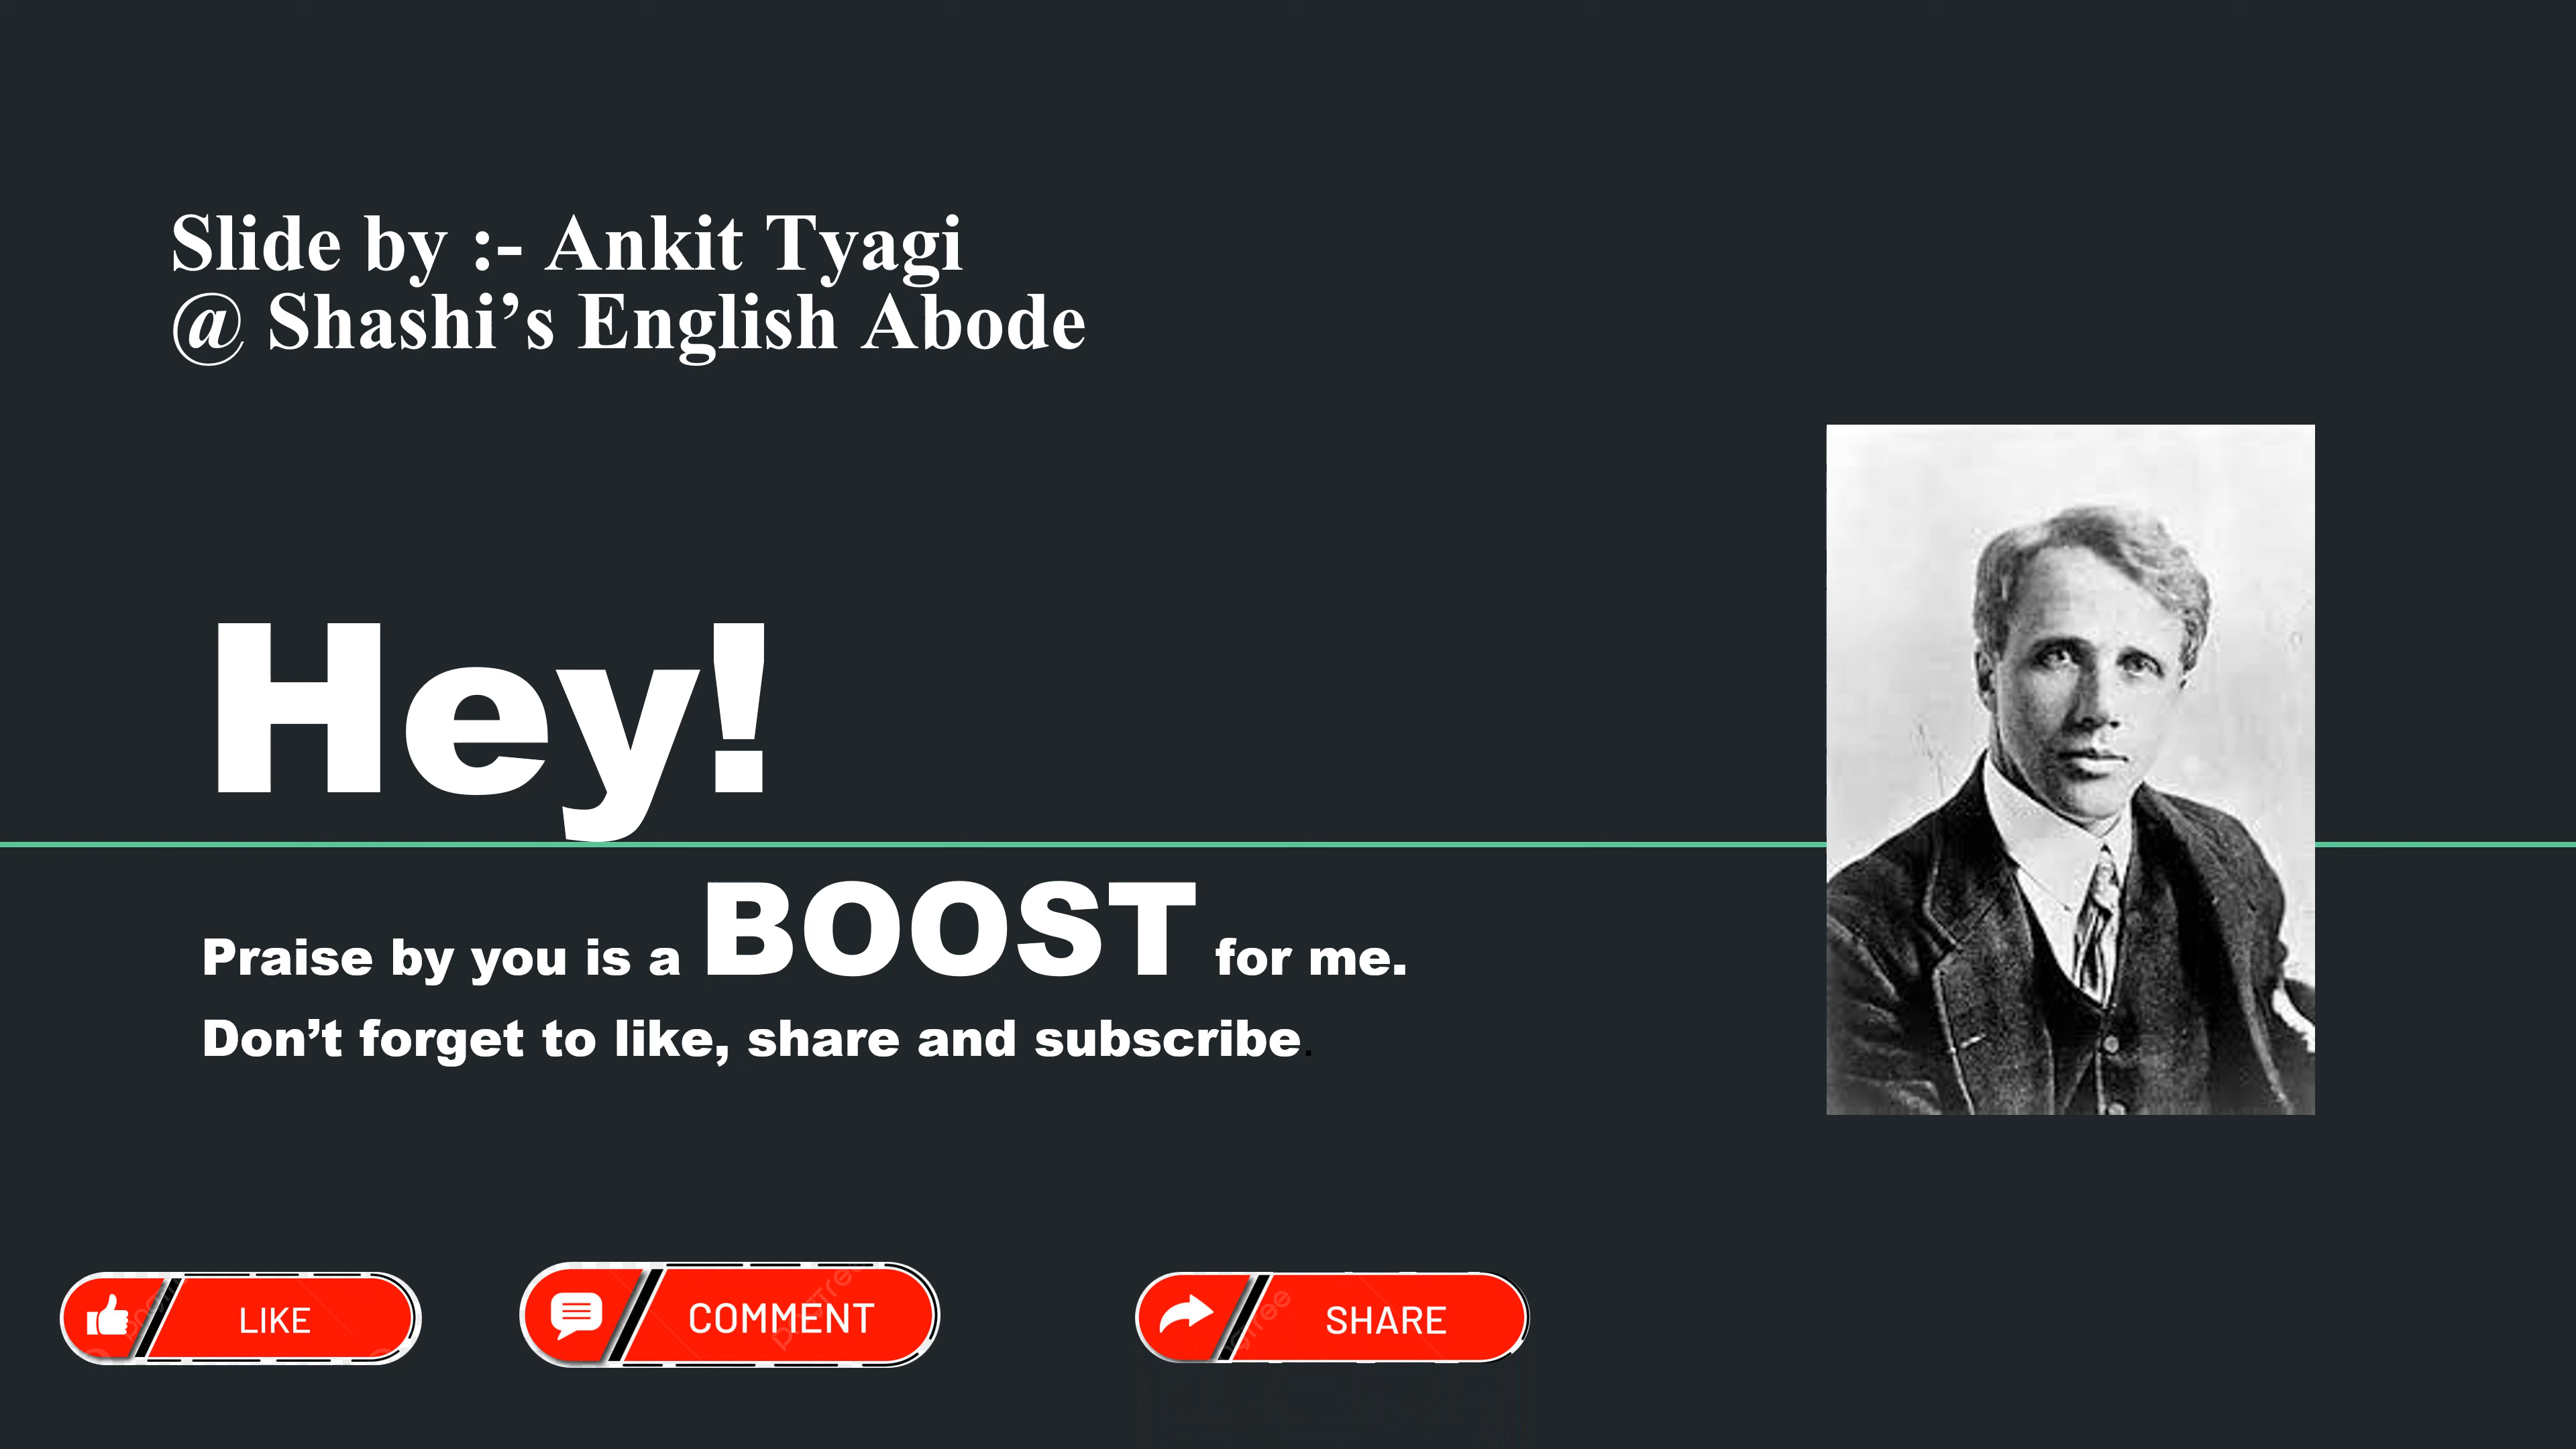 Slide by :- Ankit Tyagi
@ Shashi’s English Abode
Hey!
Praise by you is a BOOST for me.
Don’t forget to like, share and subscribe.
LIKE
COMMENT
SHARE